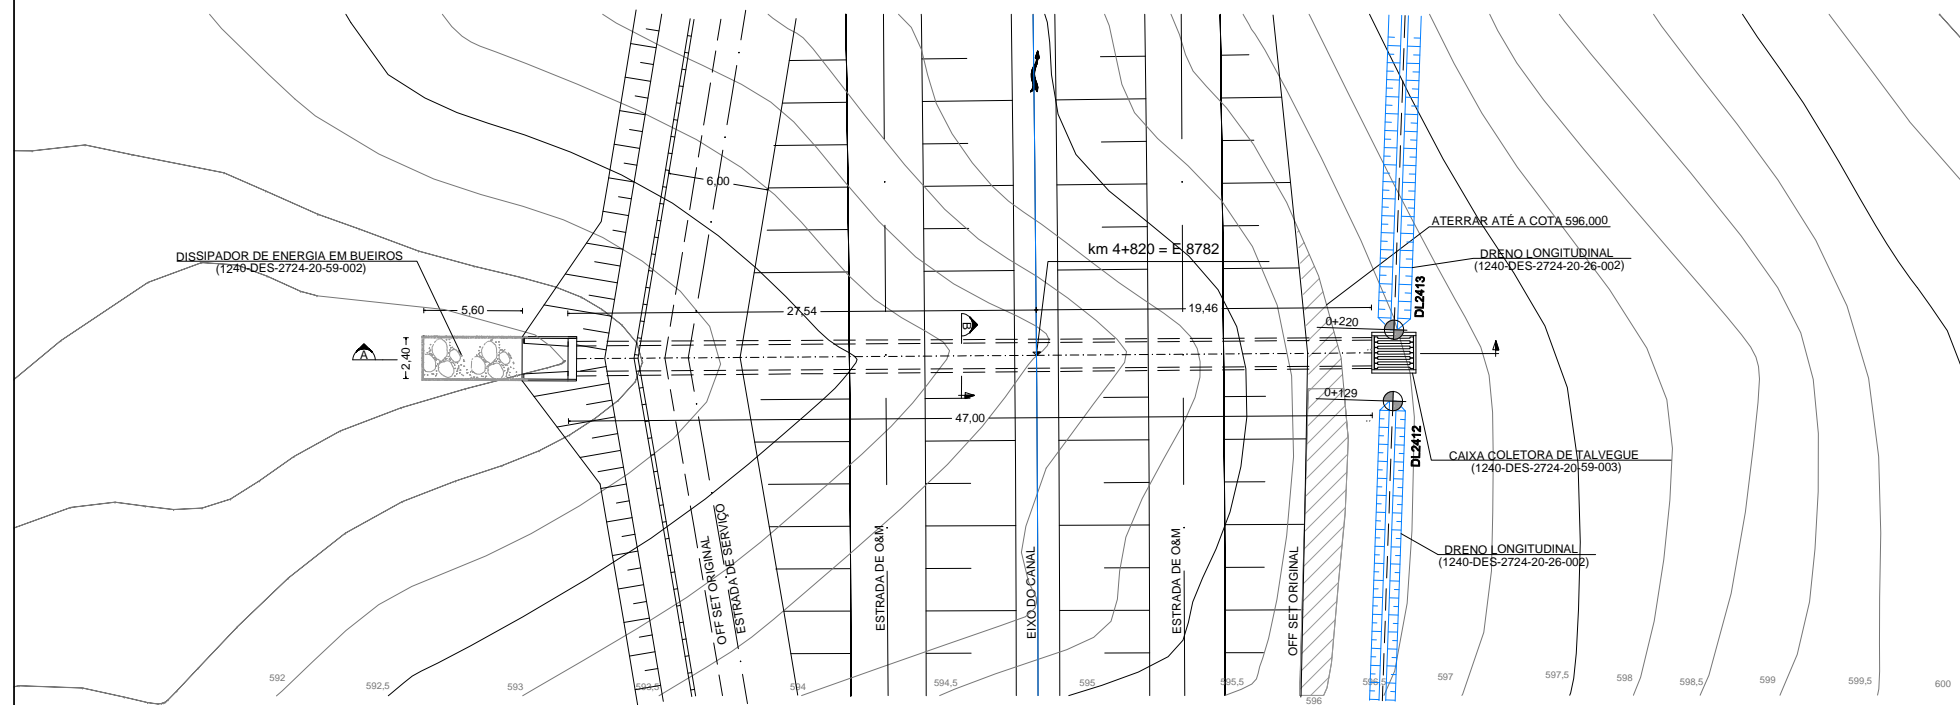 6,00
ATERRAR ATÉ A COTA 596,000
km 4+820 = E 8782
DISSIPADOR DE ENERGIA EM BUEIROS
(1240-DES-2724-20-59-002)
DRENO LONGITUDINAL
(1240-DES-2724-20-26-002)
DL2413
5,60
27,54
19,46
B
0+220
A
2,40
0+129
47,00
DL2412
CAIXA COLETORA DE TALVEGUE
(1240-DES-2724-20-59-003)
DRENO LONGITUDINAL
(1240-DES-2724-20-26-002)
OFF SET ORIGINAL
ESTRADA DE SERVIÇO
ESTRADA DE O&M
EIXO DO CANAL
ESTRADA DE O&M
OFF SET ORIGINAL
592
592,5
593
593,5
594
594,5
595
595,5
596
596,5
597
597,5
598
598,5
599
599,5
600